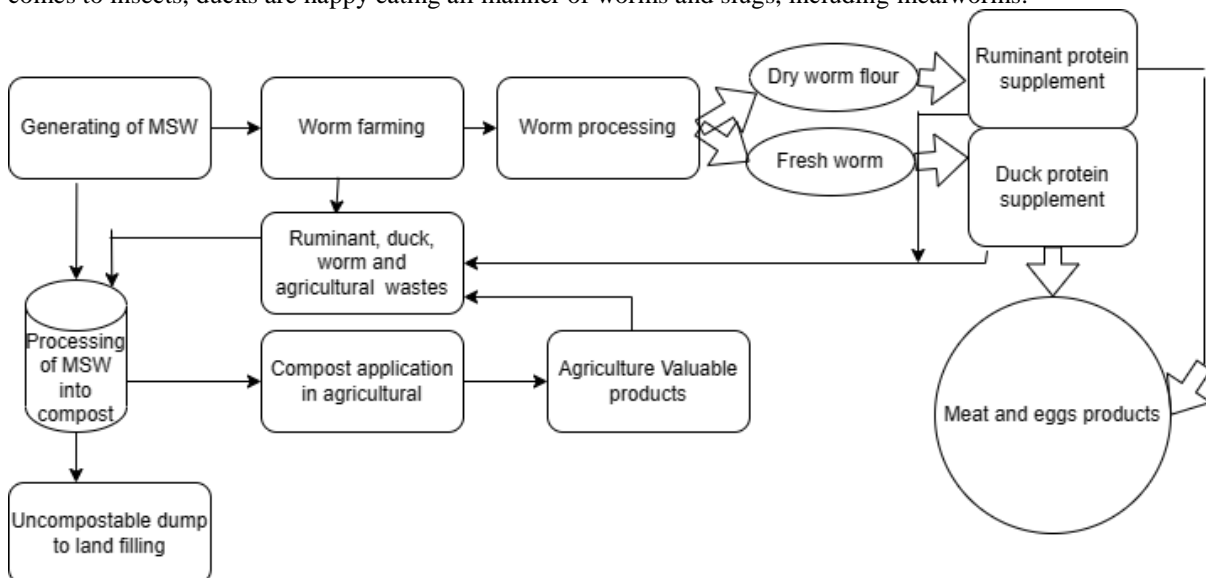 comes to insects, ducks are happy eating all manner of worms and slugs, including mealworms.
Generating of MSW
Worm farming
Worm processing
Dry worm flour
Fresh worm
Ruminant protein
supplement
Duck protein
supplement
Ruminant, duck,
worm and
agricultural wastes
Processing
of MSW
into
compost
Compost application
in agricultural
Agriculture Valuable
products
Meat and eggs products
Uncompostable dump
to land filling